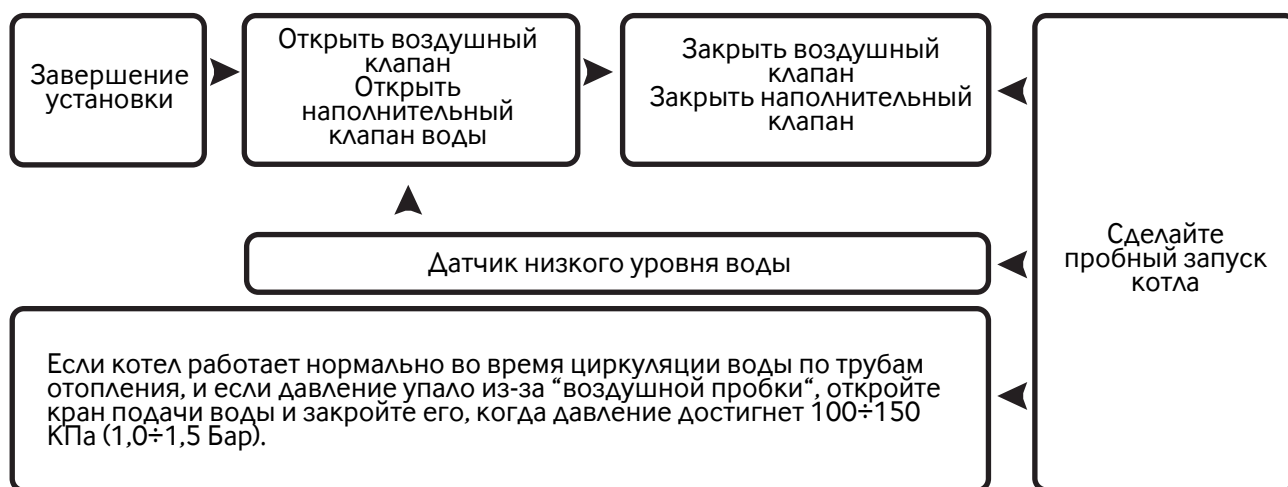 Завершение
установки
Открыть воздушный
клапан
Открыть
наполнительный
клапан воды
Закрыть воздушный
клапан
Закрыть наполнительный
клапан
Сделайте
пробный запуск
котла
Датчик низкого уровня воды
Если котел работает нормально во время циркуляции воды по трубам
отопления, и если давление упало из-за “воздушной пробки“, откройте
кран подачи воды и закройте его, когда давление достигнет 100÷150
КПа (1,0÷1,5 Бар).